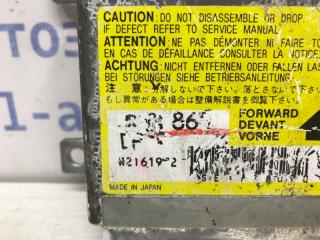 CAUTION: DO NOT DISASSEMBLE OR DROP.
IF DEFECT REFER TO SERVICE MANUAL.
ATTENTION: NE PAS DÉMONTER NI FAIRE TO
EN CAS DE DÉFAILLANCE CONSULTER LA NOTICE
ACHTUNG: NICHT ENTFERNEN ODER FALLEN LAS
BEI STÖRUNGEN SIEHE BETRIEBSANLEITUNG.
注 意: 分解しないで下さい。落とさないで下さい
もし異常がある場合は整備解説書を御覧下さい。
FORWARD
DEVANT
VORNE
MADE IN JAPAN